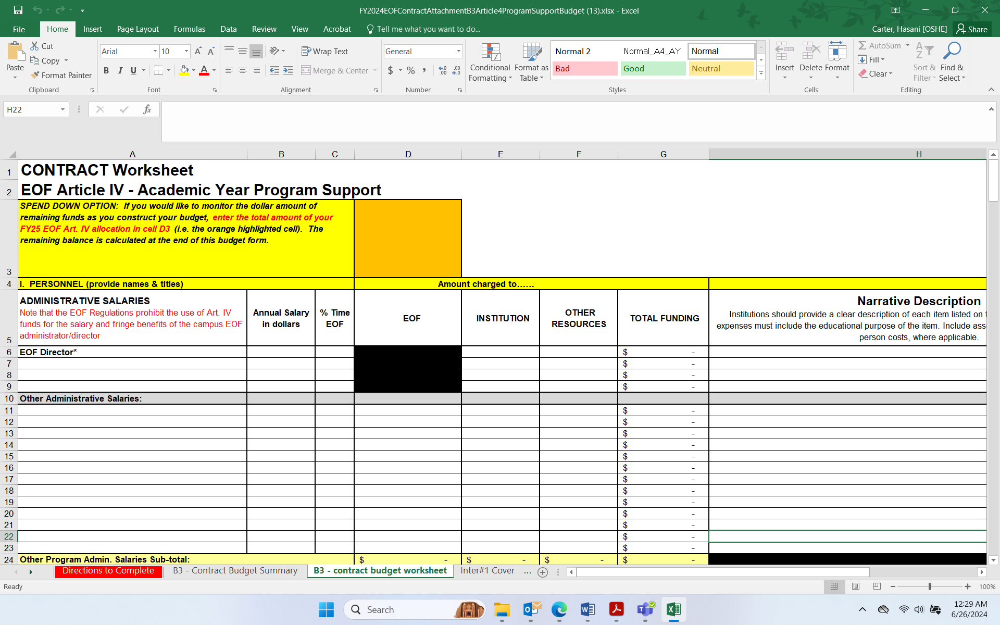 FY2024EOFContractAttachmentB3Article4ProgramSupportBudget (13).xlsx - Excel
File Home Insert Page Layout Formulas Data Review View Acrobat Tell me what you want to do... Carter, Hasani [OSHE] Share
Paste Cut Copy Format Painter
Clipboard
Arial 10
B I U
Font
Wrap Text
Merge & Center
Alignment
General
$ % ,
Number
Conditional Formatting
Format as Table
Normal 2 Normal_A4_AY Normal
Bad Good Neutral
Styles
Insert Delete Format
Cells
AutoSum
Fill
Clear
Sort & Filter
Find & Select
Editing
H22
fx
A B C D E F G H
1 CONTRACT Worksheet
2 EOF Article IV - Academic Year Program Support
SPEND DOWN OPTION: If you would like to monitor the dollar amount of
remaining funds as you construct your budget, enter the total amount of your
FY25 EOF Art. IV allocation in cell D3 (i.e. the orange highlighted cell). The
remaining balance is calculated at the end of this budget form.
3
4 I. PERSONNEL (provide names & titles) Amount charged to……
ADMINISTRATIVE SALARIES
Note that the EOF Regulations prohibit the use of Art. IV
funds for the salary and fringe benefits of the campus EOF
administrator/director
Annual Salary
in dollars
% Time
EOF
EOF
INSTITUTION
OTHER
RESOURCES
TOTAL FUNDING
Narrative Description
Institutions should provide a clear description of each item listed on
expenses must include the educational purpose of the item. Include ass
person costs, where applicable.
5
6 EOF Director* $ -
7 $ -
8 $ -
9 $ -
10 Other Administrative Salaries:
11 $ -
12 $ -
13 $ -
14 $ -
15 $ -
16 $ -
17 $ -
18 $ -
19 $ -
20 $ -
21 $ -
22 $ -
23 $ -
24 Other Program Admin. Salaries Sub-total: $ - $ - $ - $ -
Directions to Complete B3 - Contract Budget Summary B3 - contract budget worksheet Inter#1 Cover ...
Ready 100%
Search
12:29 AM
6/26/2024